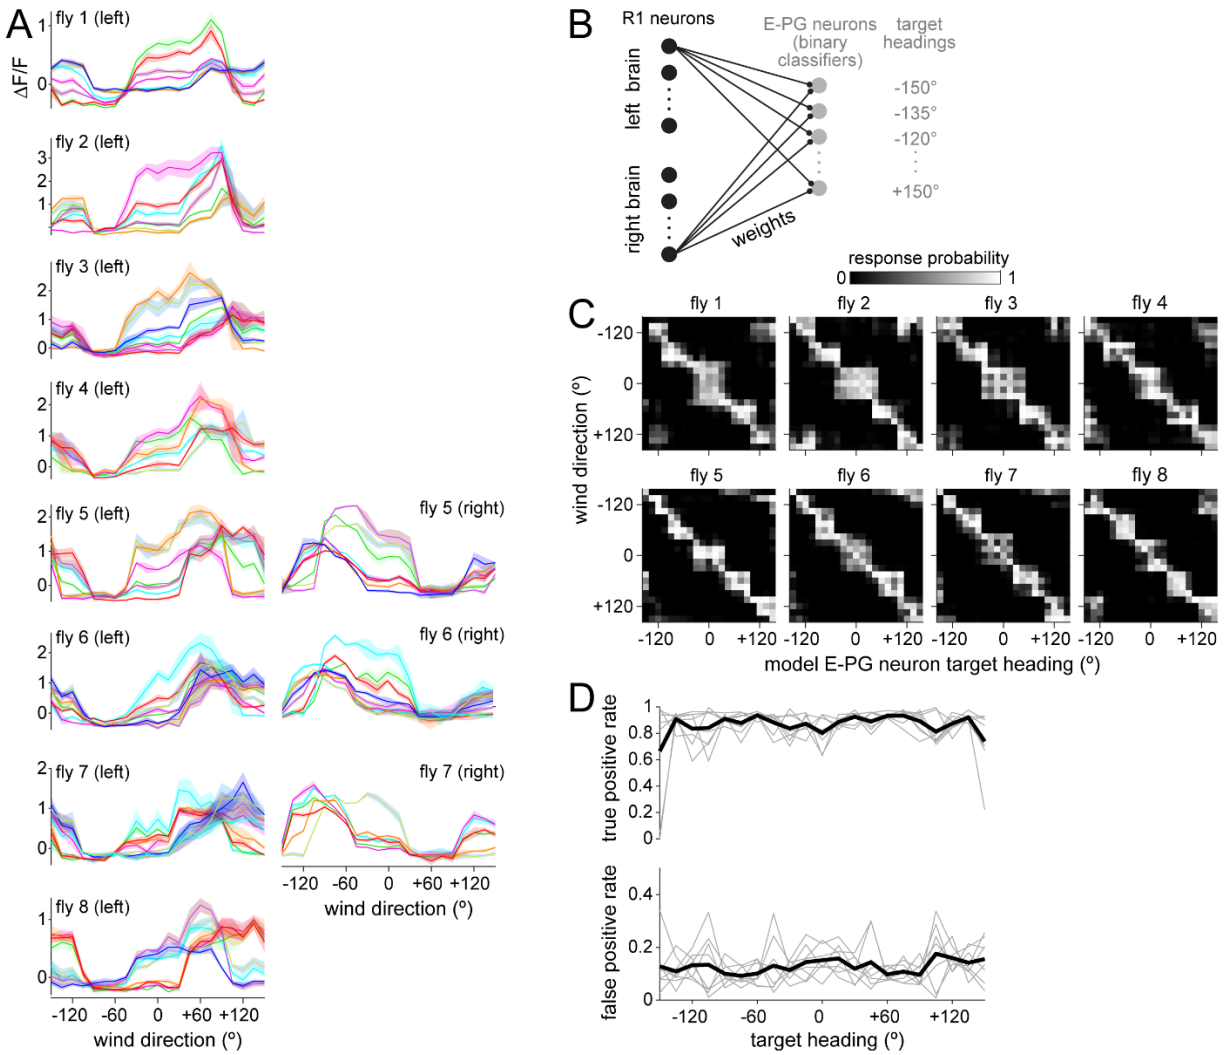 A
fly 1 (left)
ΔF/F
1
0
fly 2 (left)
3
2
1
fly 3 (left)
2
1
0
fly 4 (left)
2
1
0
fly 5 (left)
2
1
0
fly 5 (right)
fly 6 (left)
2
1
0
fly 6 (right)
fly 7 (left)
2
1
0
fly 7 (right)
-120 -60 0 +60 +120
wind direction (º)
fly 8 (left)
1
0
-120 -60 0 +60 +120
wind direction (º)
B
R1 neurons
E-PG neurons
(binary
classifiers)
target
headings
left brain
right brain
weights
-150°
-135°
-120°
+150°
response probability
0 1
C
fly 1 fly 2 fly 3 fly 4
-120
0
+120
fly 5 fly 6 fly 7 fly 8
-120
0
+120
wind direction (º)
-120 0 +120 -120 0 +120 -120 0 +120 -120 0 +120
model E-PG neuron target heading (º)
D
true positive rate
1
0.8
0.6
0.4
0.2
0
false positive rate
0.4
0.2
0
-120 -60 0 +60 +120
target heading (º)